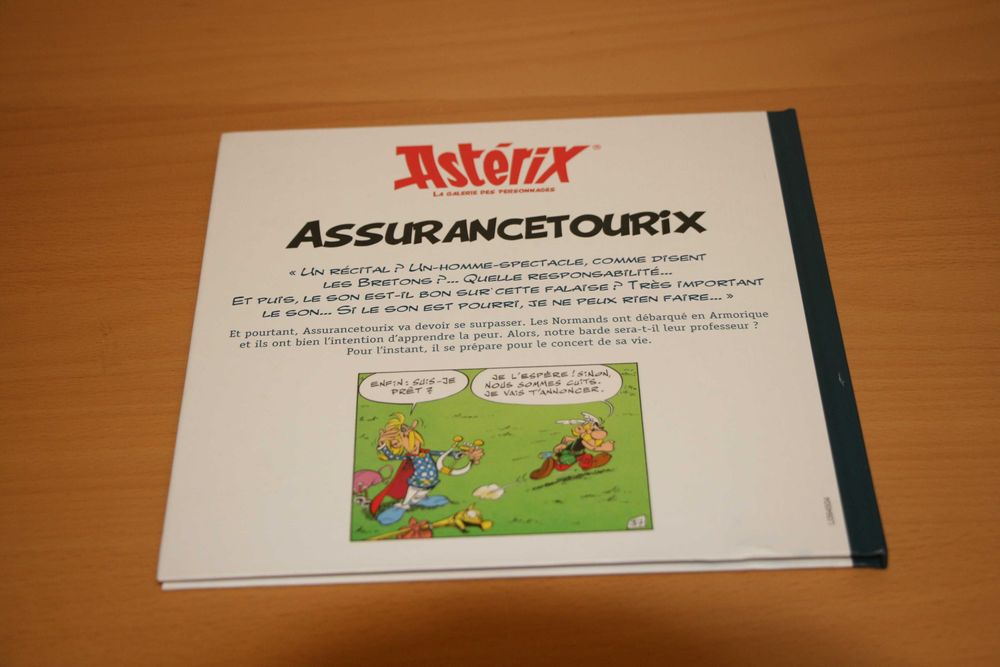 Astérix®
LA GALERIE DES PERSONNAGES
ASSURANCETOURIX
« UN RÉCITAL ? UN-HOMME-SPECTACLE, COMME DISENT
LES BRETONS ?... QUELLE RESPONSABILITÉ...
ET PUIS, LE SON EST-IL BON SUR CETTE FALAISE ? TRÈS IMPORTANT
LE SON... SI LE SON EST POURRI, JE NE PEUX RIEN FAIRE... »
Et pourtant, Assurancetourix va devoir se surpasser. Les Normands ont débarqué en Armorique
et ils ont bien l'intention d'apprendre la peur. Alors, notre barde sera-t-il leur professeur ?
Pour l'instant, il se prépare pour le concert de sa vie.
ENFIN : SUIS-JE
PRÊT ?
JE L'ESPÈRE ! SINON,
NOUS SOMMES CUITS.
JE VAIS T'ANNONCER.
37